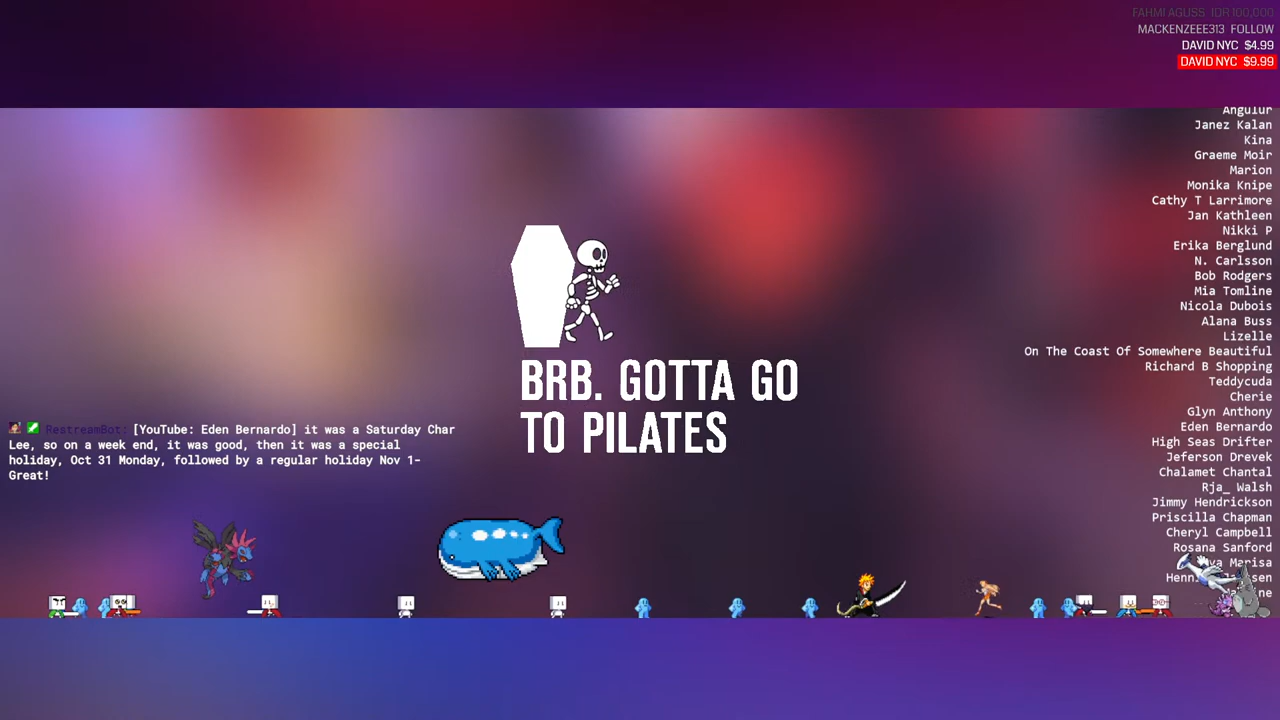 FAHMI AGUSS: IDR 100,000
MACKENZEEE313 FOLLOW
DAVID NYC $4.99
DAVID NYC $9.99
Angulur
Janez Kalan
Kina
Graeme Moir
Marion
Monika Knipe
Cathy T Larrimore
Jan Kathleen
Nikki P
Erika Berglund
N. Carlsson
Bob Rodgers
Mia Tomline
Nicola Dubois
Alana Buss
Lizelle
On The Coast Of Somewhere Beautiful
Richard B Shopping
Teddycuda
Cherie
Glyn Anthony
Eden Bernardo
High Seas Drifter
Jeferson Drevek
Chalamet Chantal
Rja_ Walsh
Jimmy Hendrickson
Priscilla Chapman
Cheryl Campbell
Rosana Sanford
Marisa
BRB. GOTTA GO
TO PILATES
RestreamBot: [YouTube: Eden Bernardo] it was a Saturday Char
Lee, so on a week end, it was good, then it was a special
holiday, Oct 31 Monday, followed by a regular holiday Nov 1-
Great!